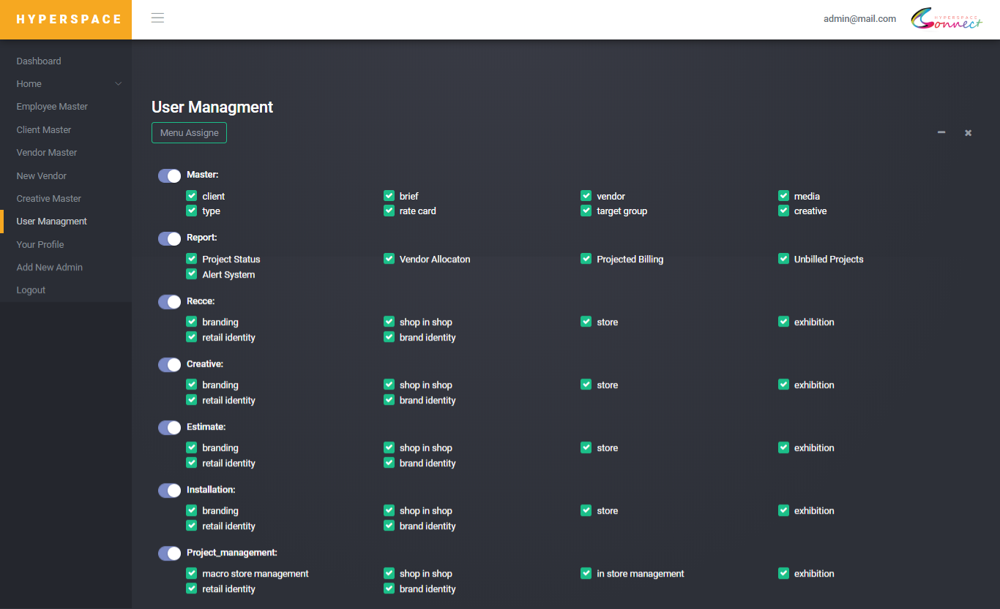 HYPERSPACE
admin@mail.com
HYPERSPACE
Connect
Dashboard
Home
Employee Master
Client Master
Vendor Master
New Vendor
Creative Master
User Managment
Your Profile
Add New Admin
Logout
User Managment
Menu Assigne
Master:
client brief vendor media
type rate card target group creative
Report:
Project Status Vendor Allocaton Projected Billing Unbilled Projects
Alert System
Recce:
branding shop in shop store exhibition
retail identity brand identity
Creative:
branding shop in shop store exhibition
retail identity brand identity
Estimate:
branding shop in shop store exhibition
retail identity brand identity
Installation:
branding shop in shop store exhibition
retail identity brand identity
Project_management:
macro store management shop in shop in store management exhibition
retail identity brand identity